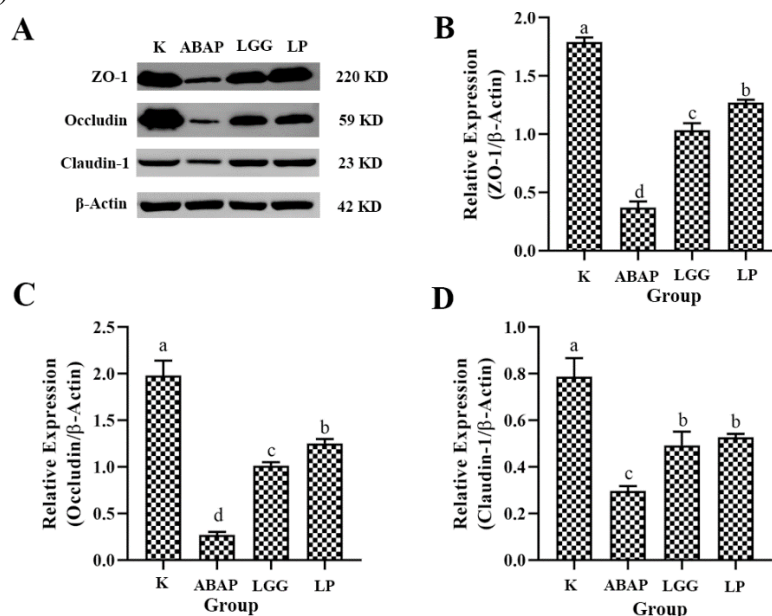 A
K ABAP LGG LP
ZO-1 220 KD
Occludin 59 KD
Claudin-1 23 KD
β-Actin 42 KD
B
Relative Expression
(ZO-1/β-Actin)
2.0
1.5
1.0
0.5
0.0
a
d
c
b
K ABAP LGG LP
Group
C
Relative Expression
(Occludin/β-Actin)
2.5
2.0
1.5
1.0
0.5
0.0
a
d
c
b
K ABAP LGG LP
Group
D
Relative Expression
(Claudin-1/β-Actin)
1.0
0.8
0.6
0.4
0.2
0.0
a
c
b
b
K ABAP LGG LP
Group